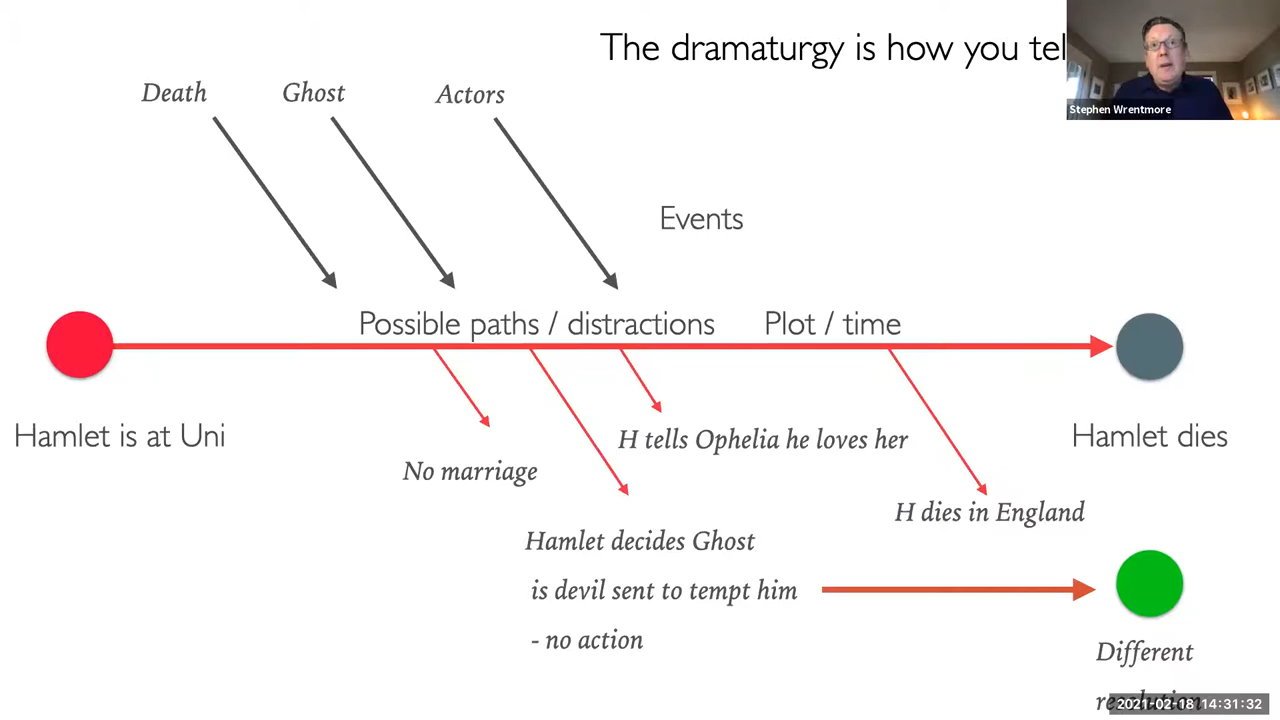 The dramaturgy is how you tel
Stephen Wrentmore
Death
Ghost
Actors
Events
Possible paths / distractions
Plot / time
Hamlet is at Uni
Hamlet dies
H tells Ophelia he loves her
No marriage
H dies in England
Hamlet decides Ghost
is devil sent to tempt him
- no action
Different
resolution
2021-02-18 14:31:32